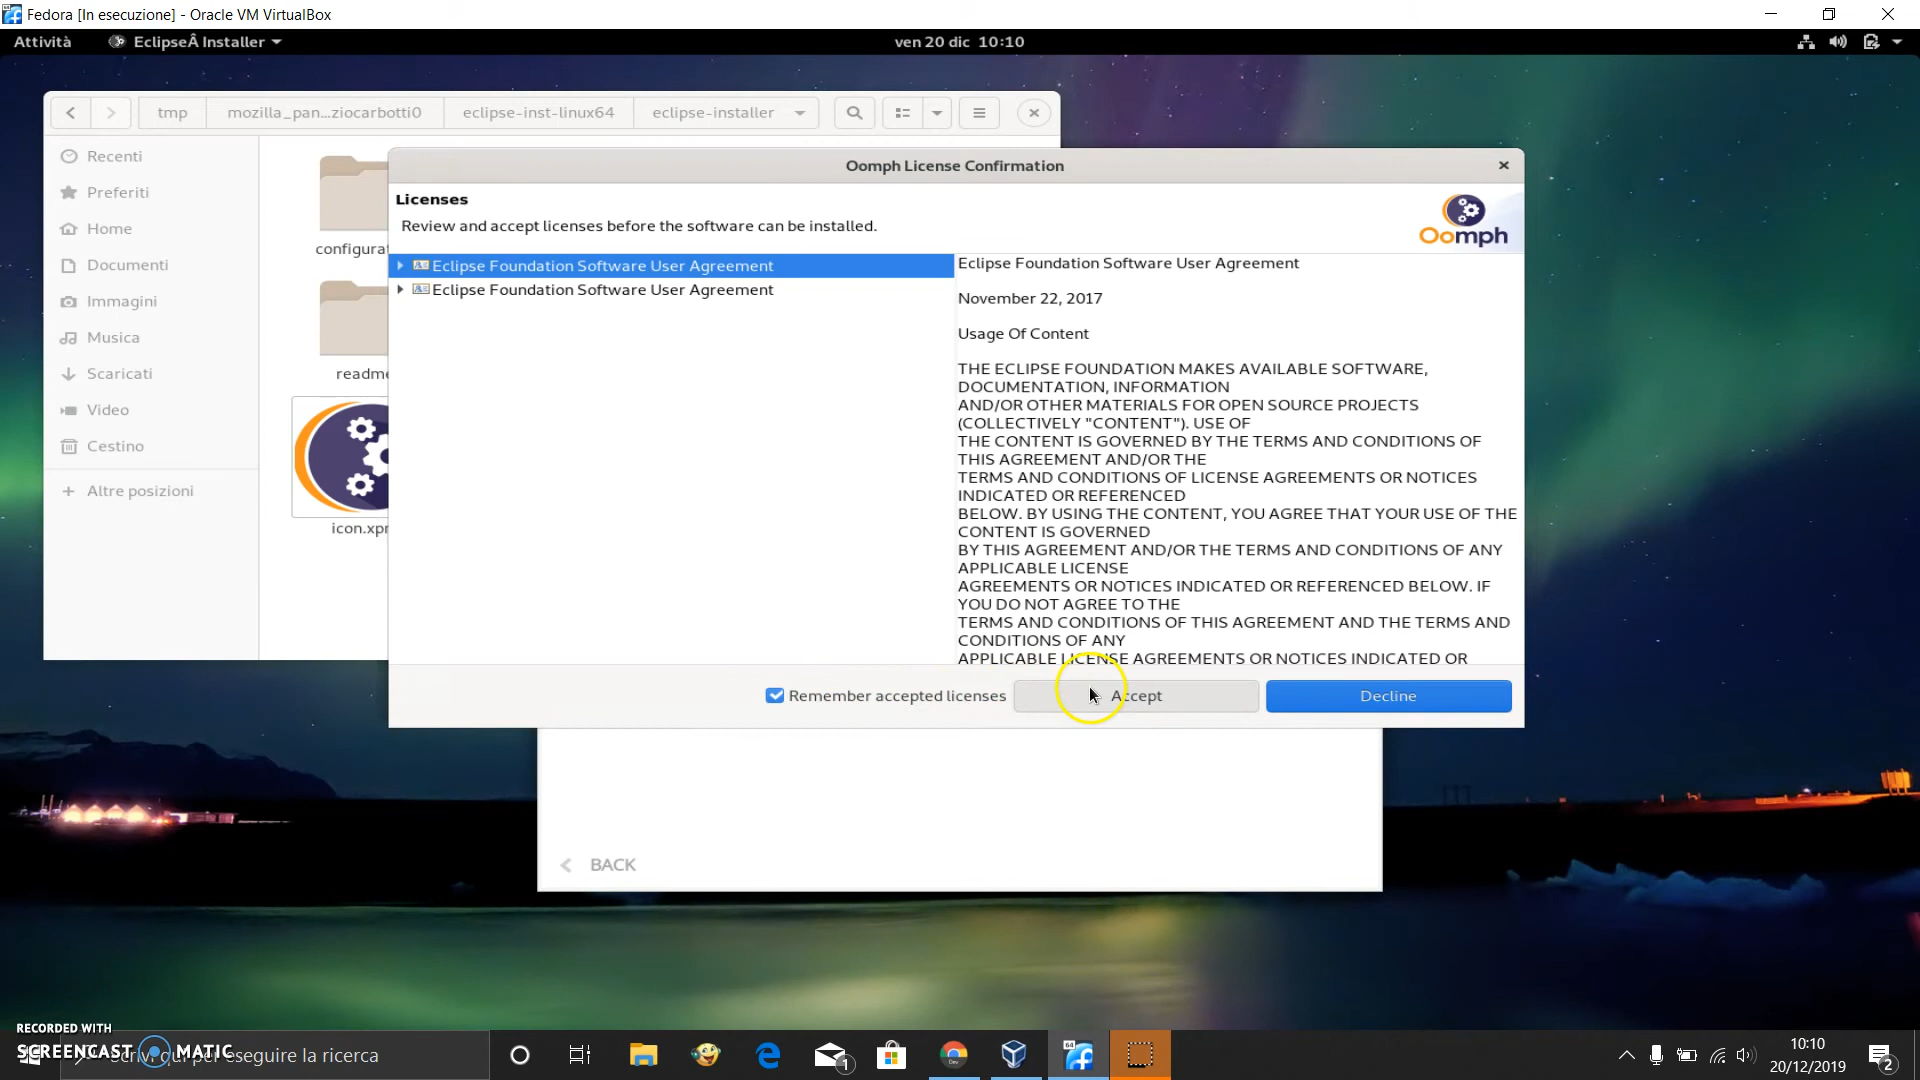 Fedora [In esecuzione] - Oracle VM VirtualBox
Attività EclipseÂ Installer ven 20 dic 10:10
tmp mozilla_pan...ziocarbotti0 eclipse-inst-linux64 eclipse-installer
Recenti
Preferiti
Home
Documenti
Immagini
Musica
Scaricati
Video
Cestino
Altre posizioni
configurat
readme
icon.xpm
Oomph License Confirmation
Licenses
Review and accept licenses before the software can be installed.
Oomph
Eclipse Foundation Software User Agreement
Eclipse Foundation Software User Agreement
Eclipse Foundation Software User Agreement
November 22, 2017
Usage Of Content
THE ECLIPSE FOUNDATION MAKES AVAILABLE SOFTWARE,
DOCUMENTATION, INFORMATION
AND/OR OTHER MATERIALS FOR OPEN SOURCE PROJECTS
(COLLECTIVELY "CONTENT"). USE OF
THE CONTENT IS GOVERNED BY THE TERMS AND CONDITIONS OF
THIS AGREEMENT AND/OR THE
TERMS AND CONDITIONS OF LICENSE AGREEMENTS OR NOTICES
INDICATED OR REFERENCED
BELOW. BY USING THE CONTENT, YOU AGREE THAT YOUR USE OF THE
CONTENT IS GOVERNED
BY THIS AGREEMENT AND/OR THE TERMS AND CONDITIONS OF ANY
APPLICABLE LICENSE
AGREEMENTS OR NOTICES INDICATED OR REFERENCED BELOW. IF
YOU DO NOT AGREE TO THE
TERMS AND CONDITIONS OF THIS AGREEMENT AND THE TERMS AND
CONDITIONS OF ANY
APPLICABLE LICENSE AGREEMENTS OR NOTICES INDICATED OR
Remember accepted licenses Accept Decline
BACK
RECORDED WITH
SCREENCAST MATIC
Scrivi qui per eseguire la ricerca
1
64
10:10
20/12/2019
2